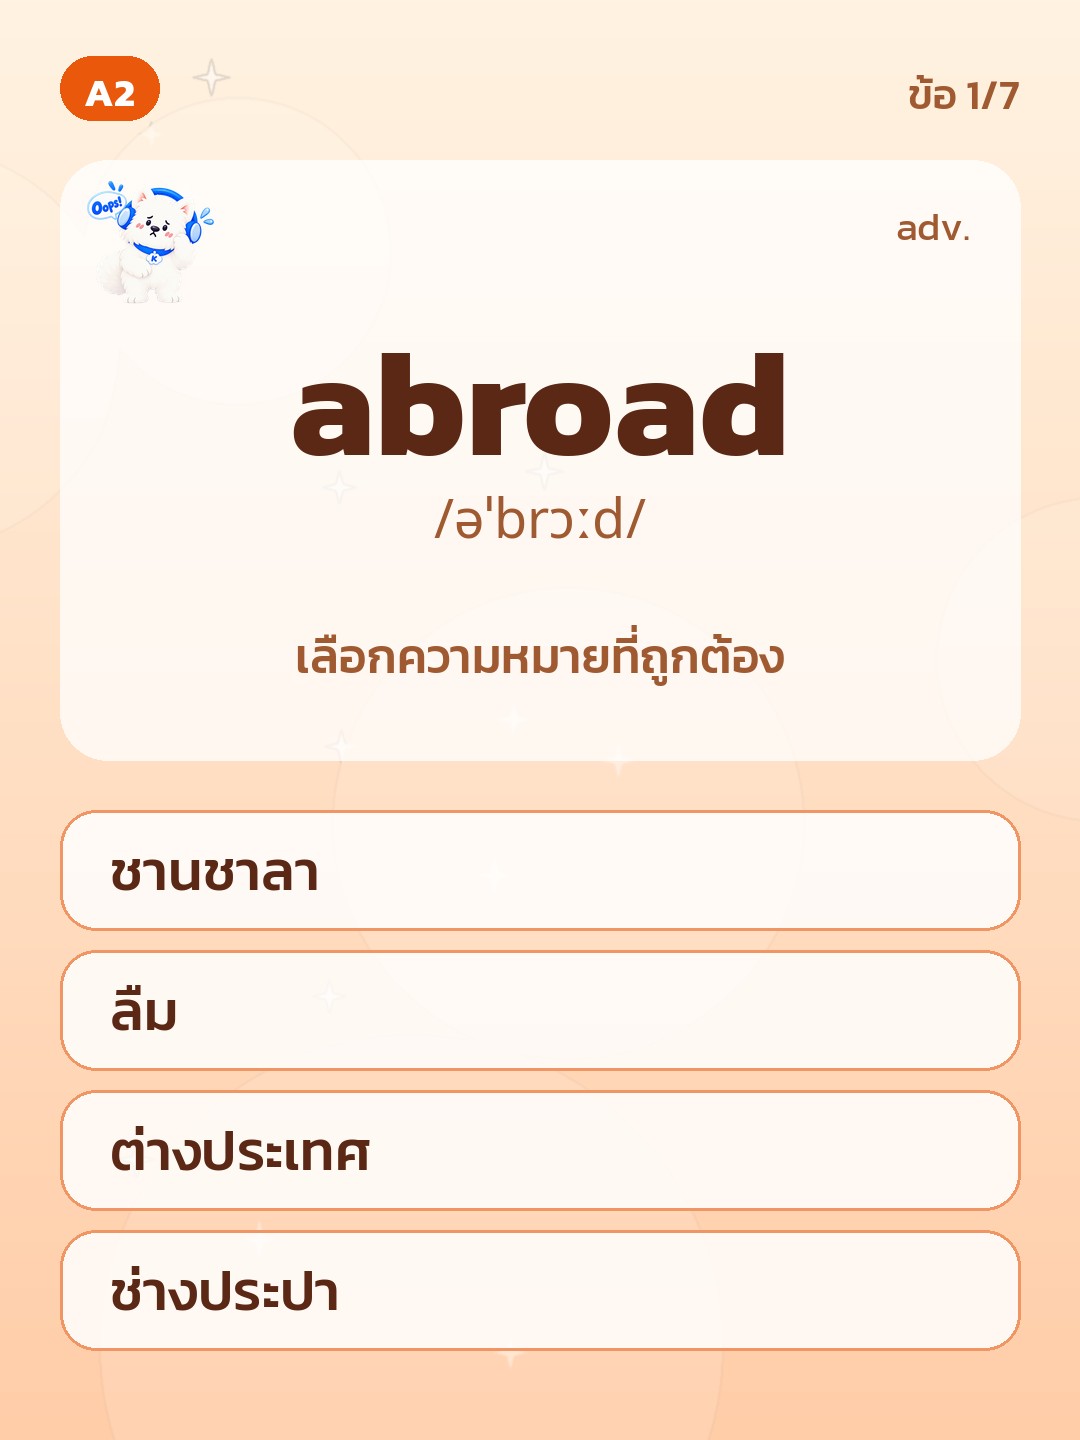 A2
ข้อ 1/7
Oops!
adv.
K
abroad
/əˈbrɔːd/
เลือกความหมายที่ถูกต้อง
ชานชาลา
ลืม
ต่างประเทศ
ช่างประปา